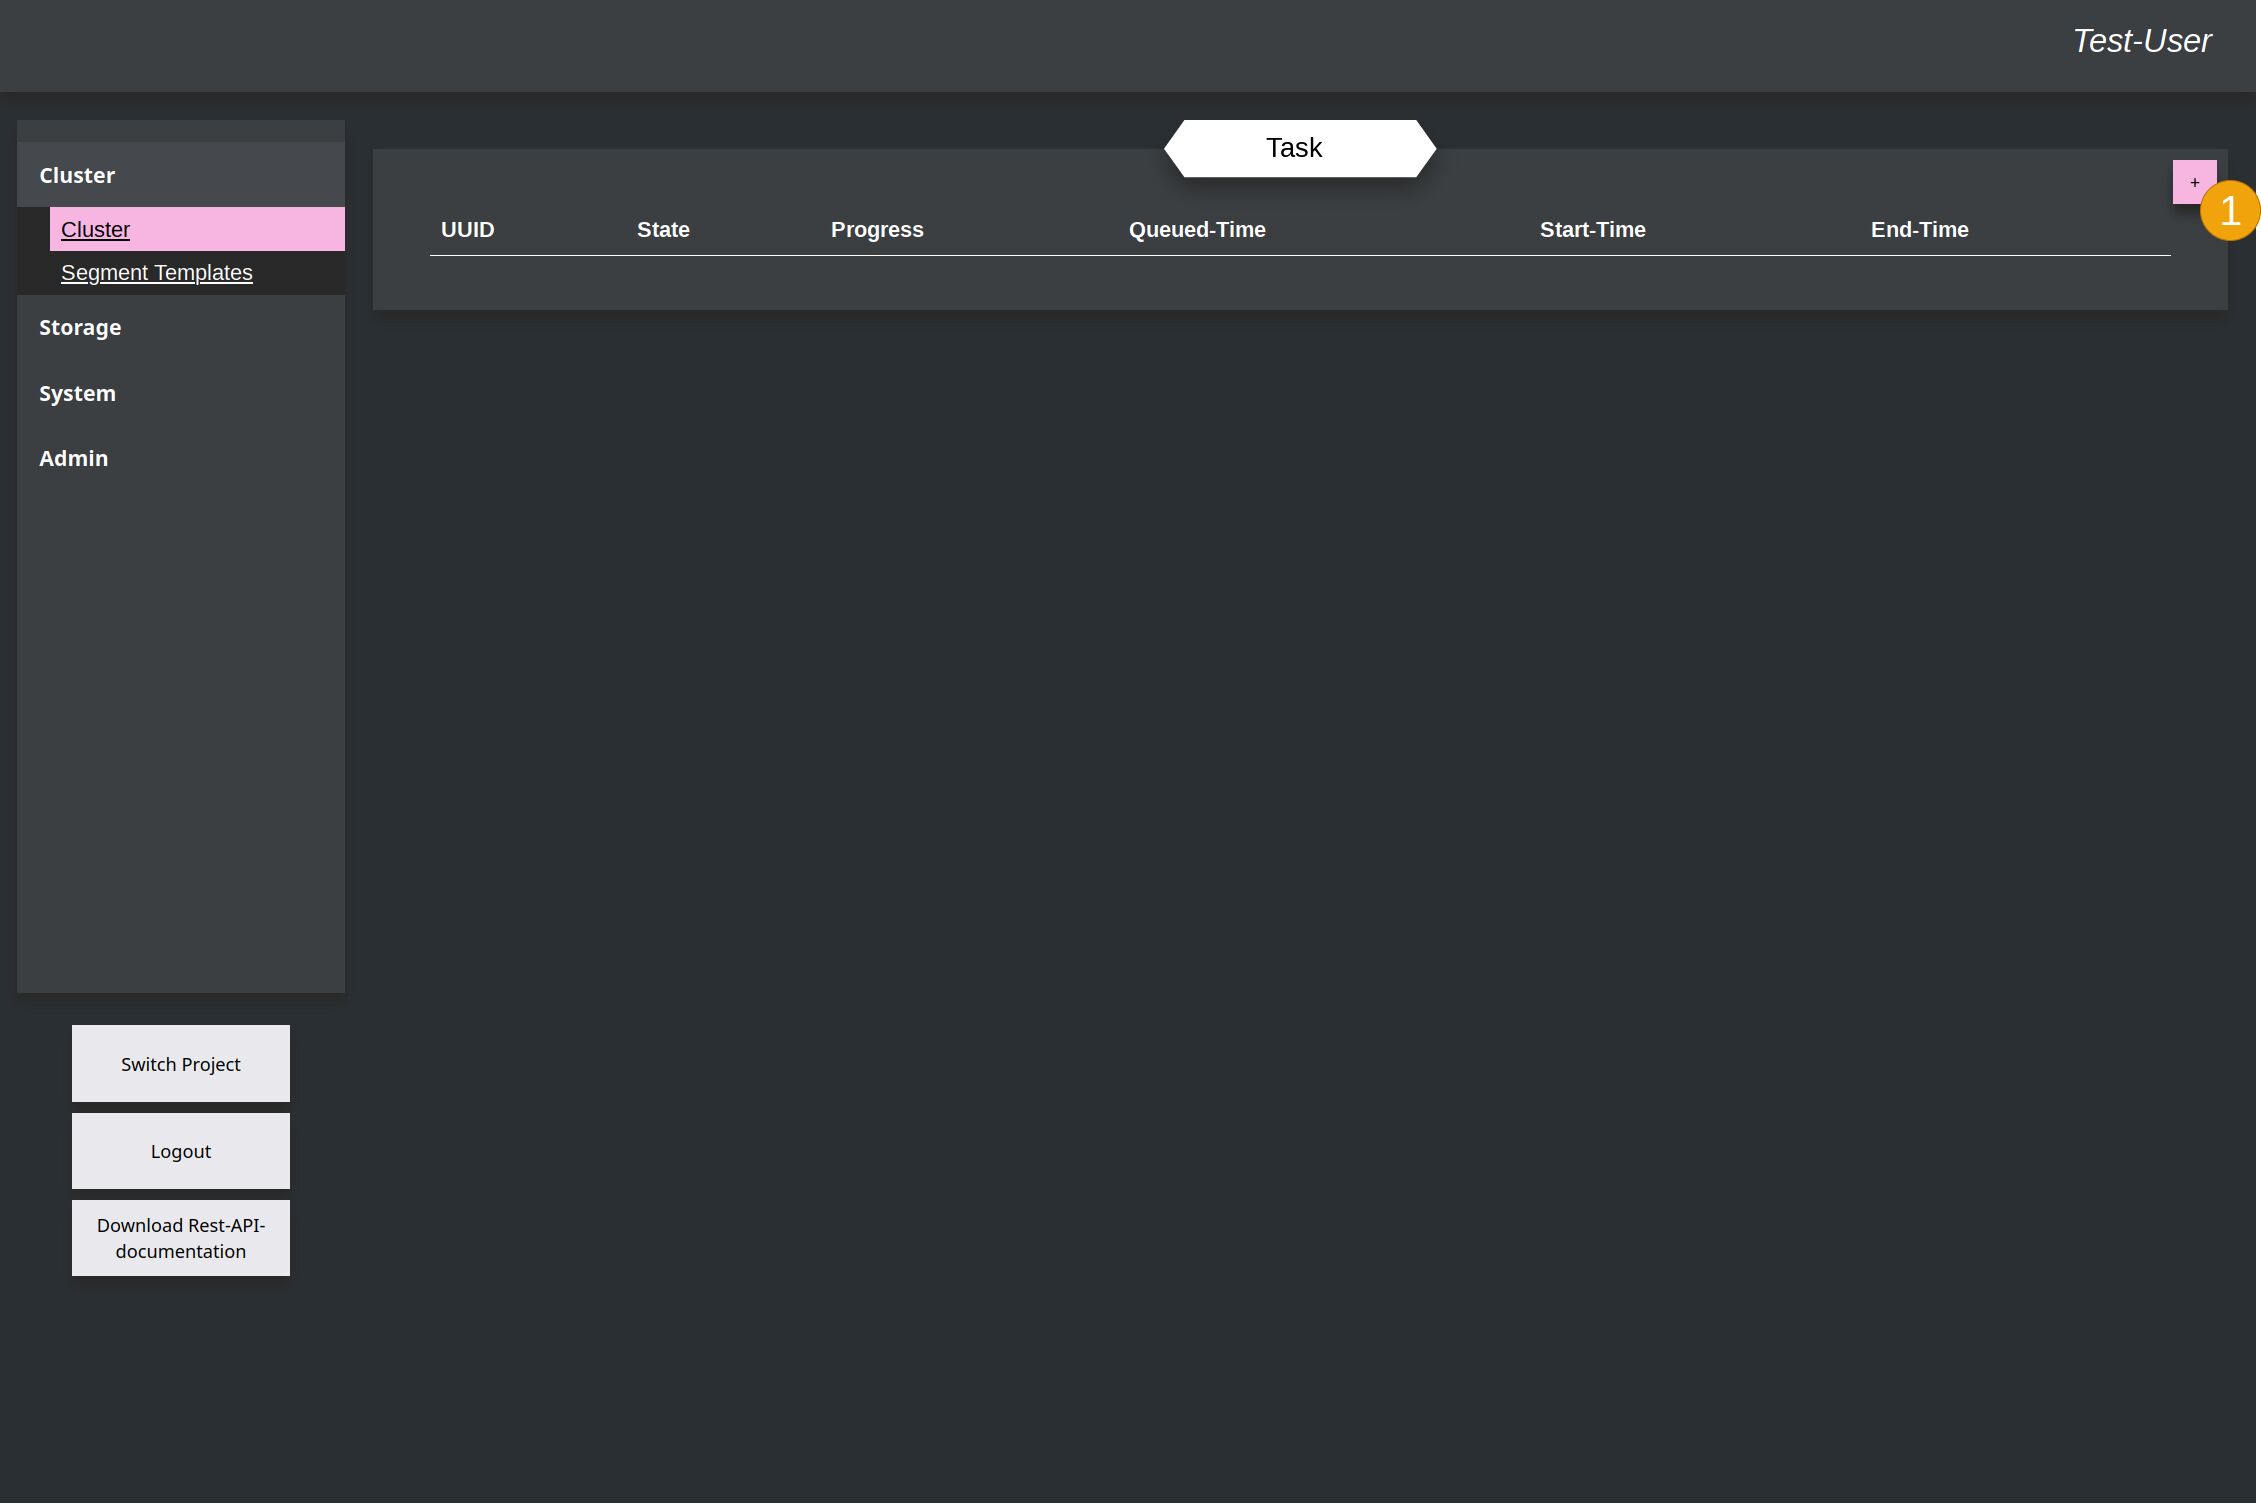 Test-User
Cluster
Cluster
Segment Templates
Storage
System
Admin
Switch Project
Logout
Download Rest-API-
documentation
Task
+
1
UUID State Progress Queued-Time Start-Time End-Time